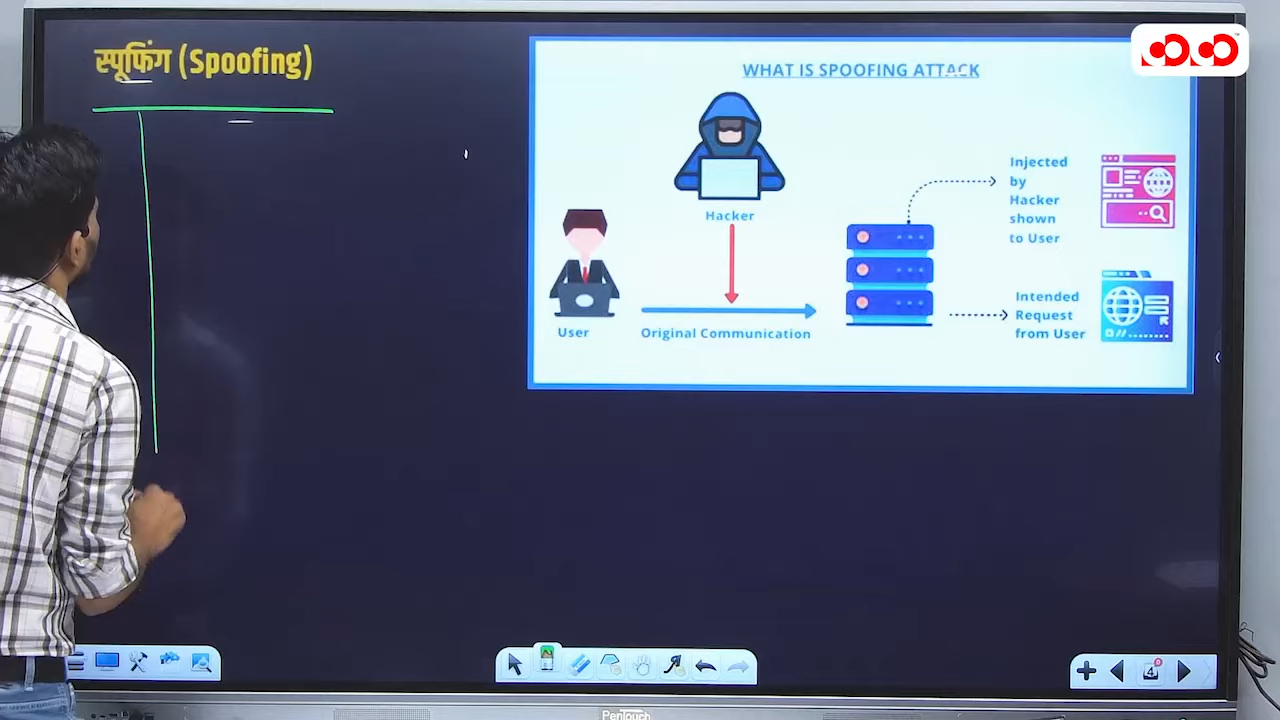 स्पूफिंग (Spoofing)
WHAT IS SPOOFING ATTACK
Hacker
User
Original Communication
Injected
by
Hacker
shown
to User
Intended
Request
from User
4
PenTouch